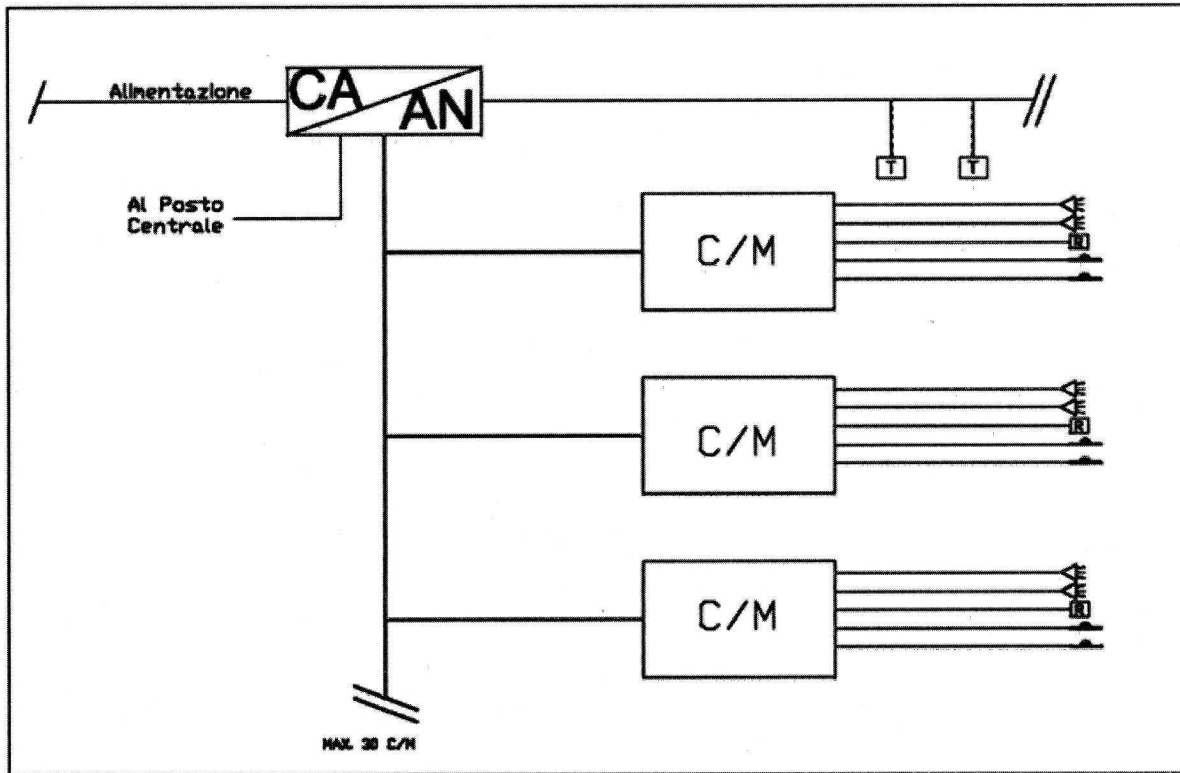 Alimentazione
CA
AN
T T
Al Posto
Centrale
C/M
R
C/M
R
C/M
R
MAX. 30 C/M